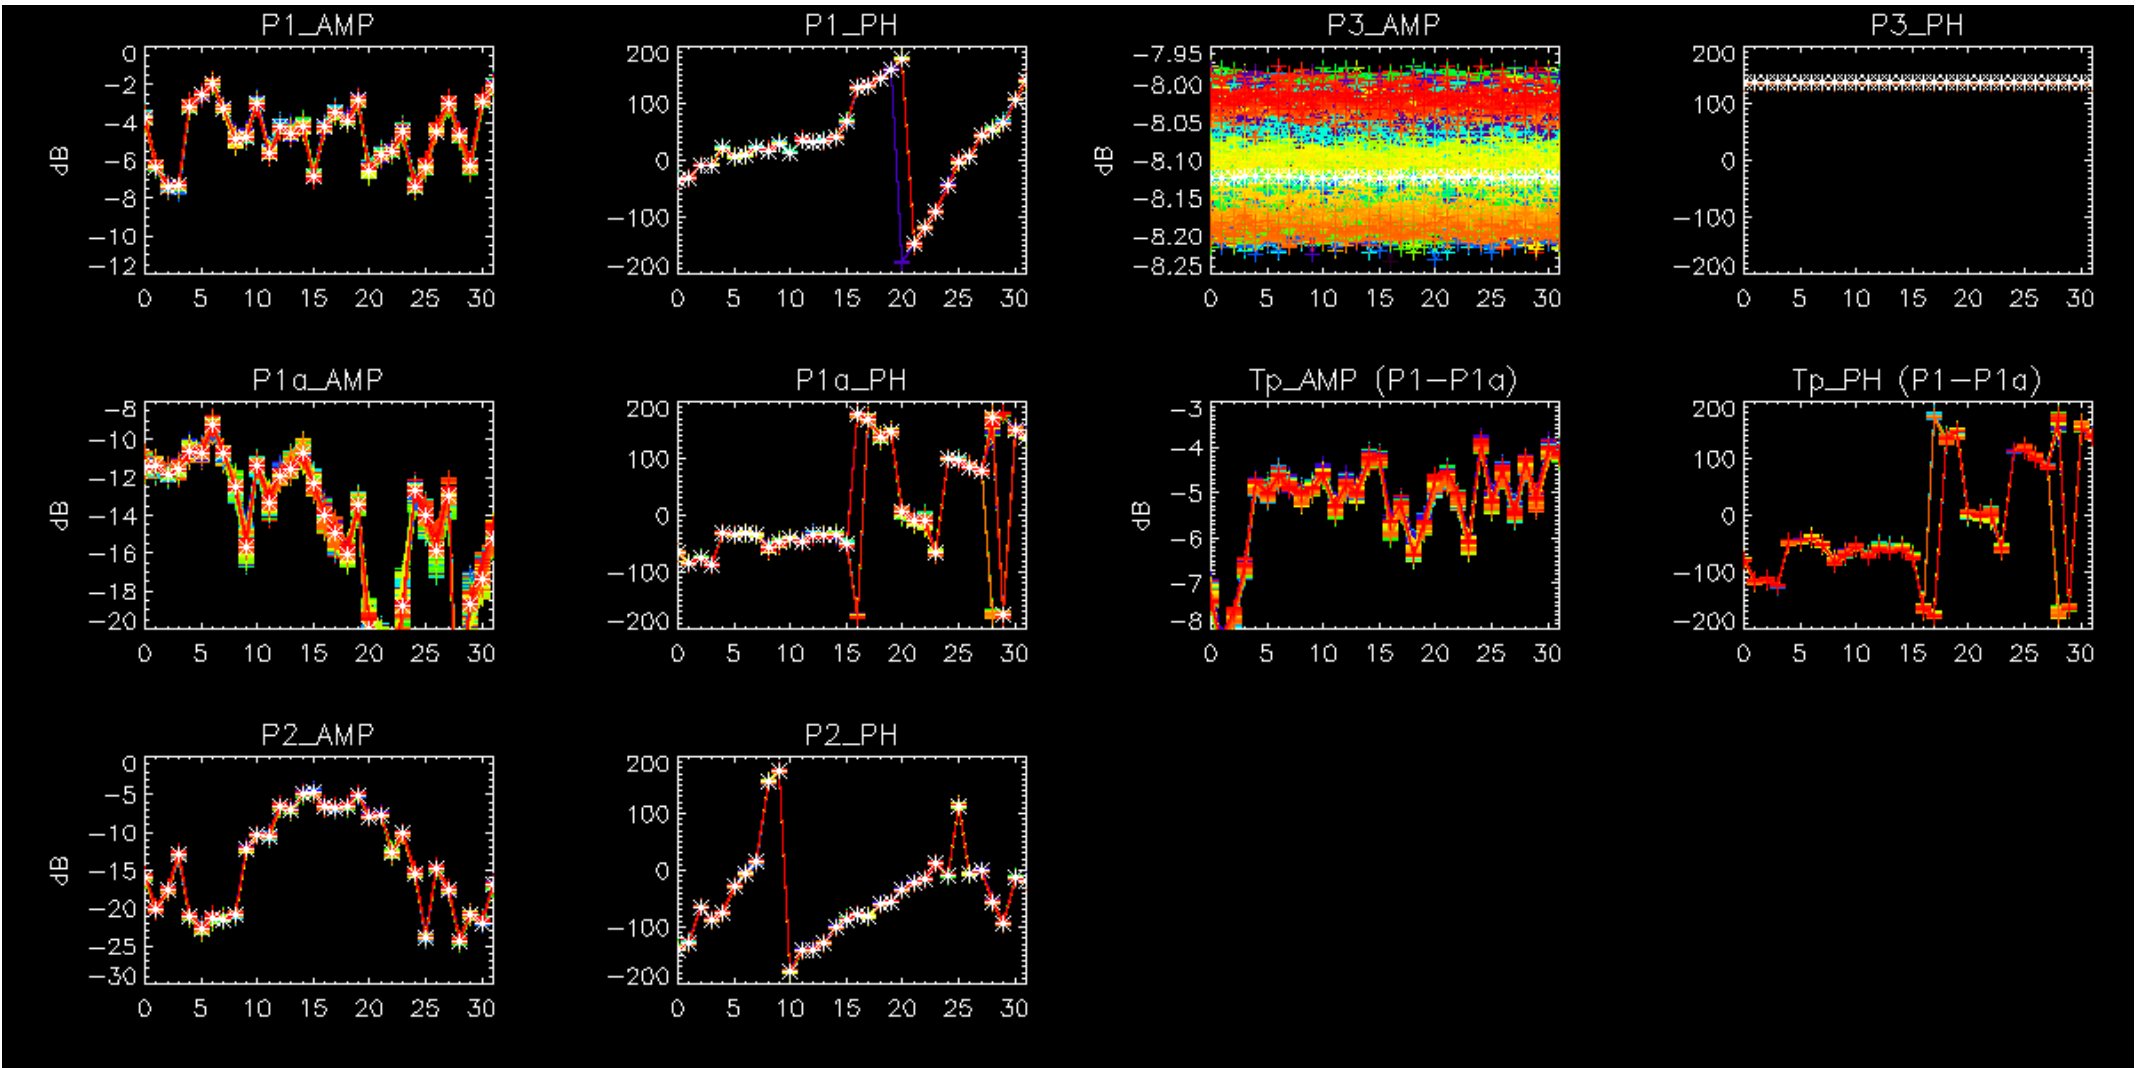 P1_AMP
P1_PH
P3_AMP
P3_PH
0
-2
-4
-6
-8
-10
-12
dB
0 5 10 15 20 25 30
200
100
0
-100
-200
0 5 10 15 20 25 30
-7.95
-8.00
-8.05
-8.10
-8.15
-8.20
-8.25
dB
0 5 10 15 20 25 30
200
100
0
-100
-200
0 5 10 15 20 25 30
P1a_AMP
P1a_PH
Tp_AMP (P1-P1a)
Tp_PH (P1-P1a)
-8
-10
-12
-14
-16
-18
-20
dB
0 5 10 15 20 25 30
200
100
0
-100
-200
0 5 10 15 20 25 30
-3
-4
-5
-6
-7
-8
dB
0 5 10 15 20 25 30
200
100
0
-100
-200
0 5 10 15 20 25 30
P2_AMP
P2_PH
0
-5
-10
-15
-20
-25
-30
dB
0 5 10 15 20 25 30
200
100
0
-100
-200
0 5 10 15 20 25 30